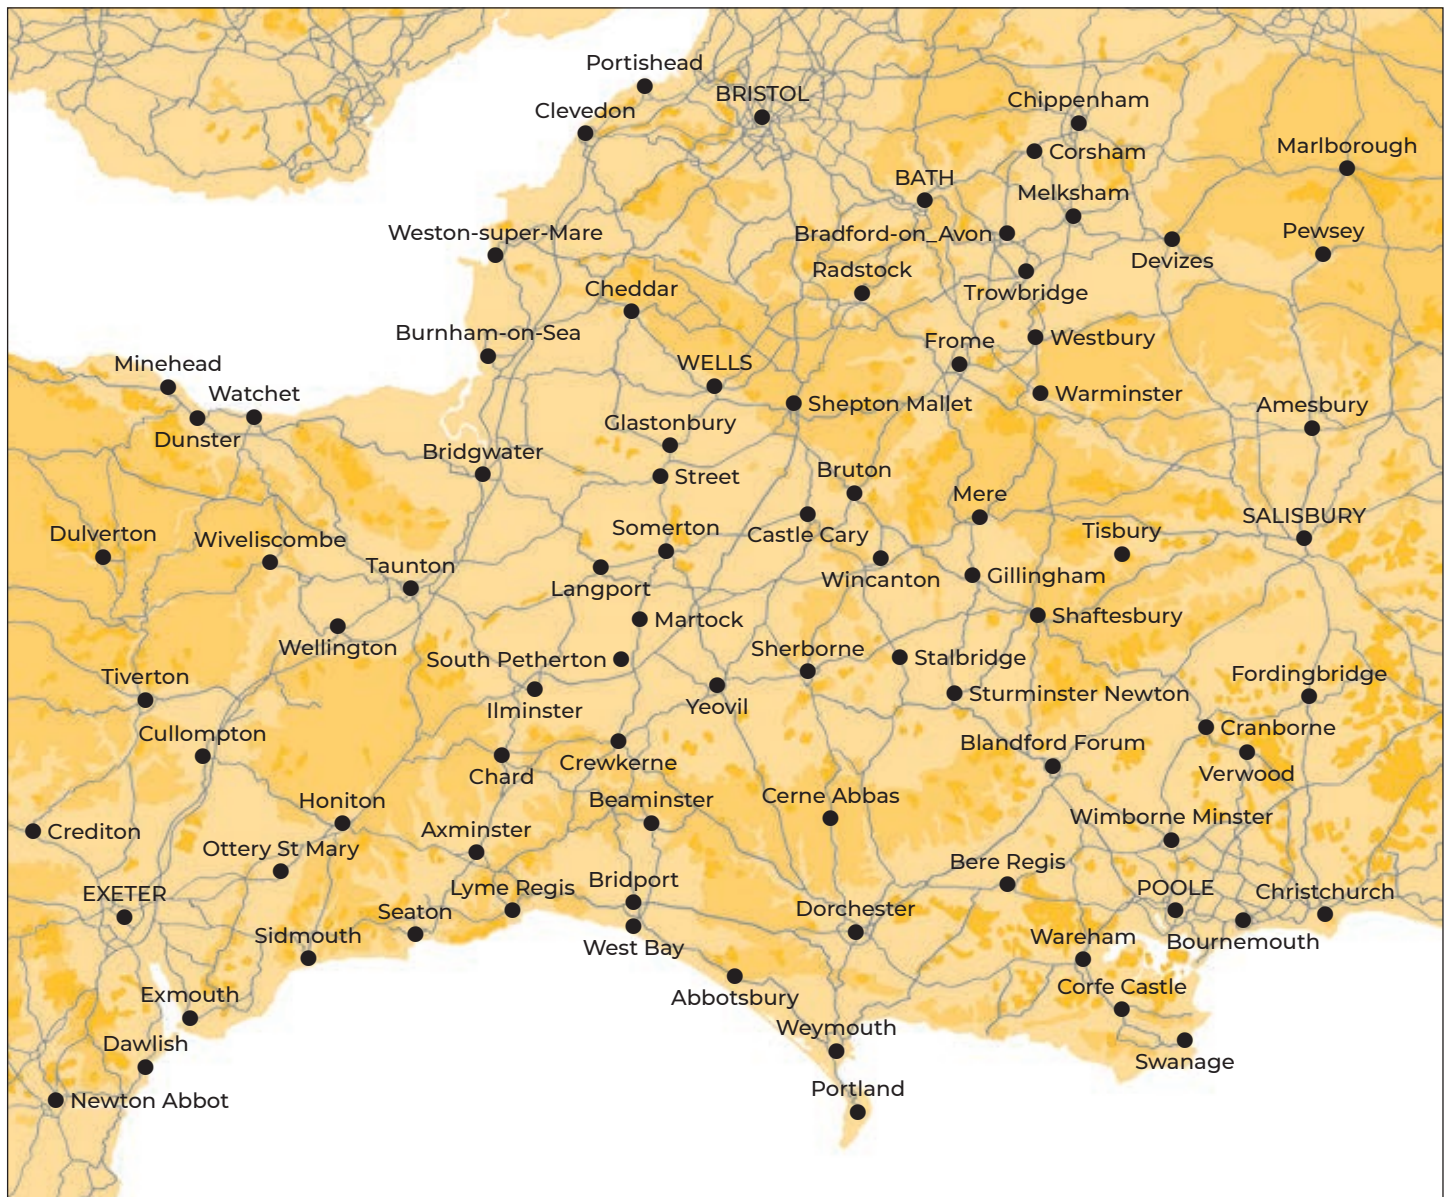 Portishead
BRISTOL
Clevedon
Chippenham
Corsham
Marlborough
BATH
Melksham
Weston-super-Mare
Bradford-on_Avon
Pewsey
Devizes
Radstock
Cheddar
Trowbridge
Burnham-on-Sea
Frome
Westbury
Minehead
WELLS
Watchet
Shepton Mallet
Warminster
Amesbury
Dunster
Glastonbury
Bridgwater
Street
Bruton
Mere
SALISBURY
Dulverton
Wiveliscombe
Somerton
Castle Cary
Tisbury
Taunton
Langport
Wincanton
Gillingham
Martock
Shaftesbury
Wellington
South Petherton
Sherborne
Stalbridge
Tiverton
Fordingbridge
Ilminster
Yeovil
Sturminster Newton
Cullompton
Cranborne
Blandford Forum
Chard
Crewkerne
Verwood
Honiton
Beaminster
Cerne Abbas
Wimborne Minster
Crediton
Axminster
Ottery St Mary
Bere Regis
EXETER
Lyme Regis
Bridport
POOLE
Christchurch
Seaton
Dorchester
Sidmouth
Wareham
West Bay
Bournemouth
Exmouth
Abbotsbury
Corfe Castle
Weymouth
Dawlish
Swanage
Portland
Newton Abbot